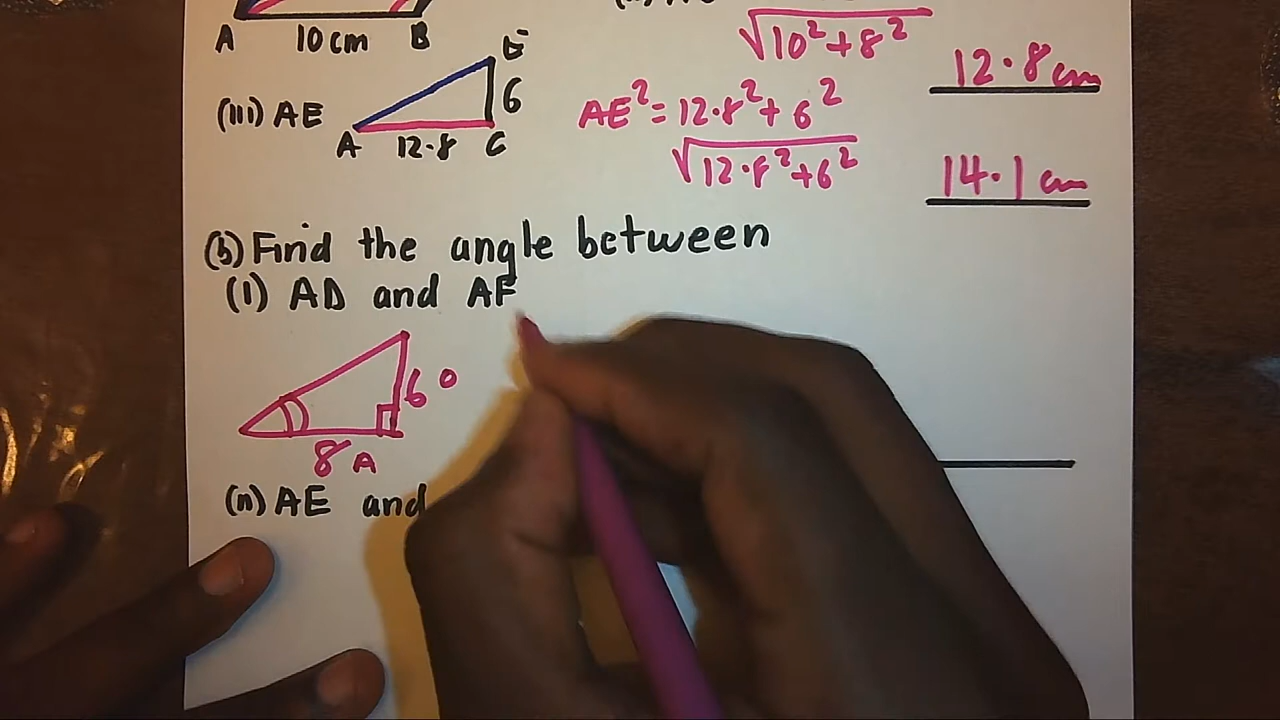 A 10 cm B
√10²+8²
12.8 cm
(iii) AE
E
6
A 12.8 C
AE² = 12.8² + 6²
√12.8²+6²
14.1 cm
(b) Find the angle between
(i) AD and AF
6 O
8 A
(ii) AE and